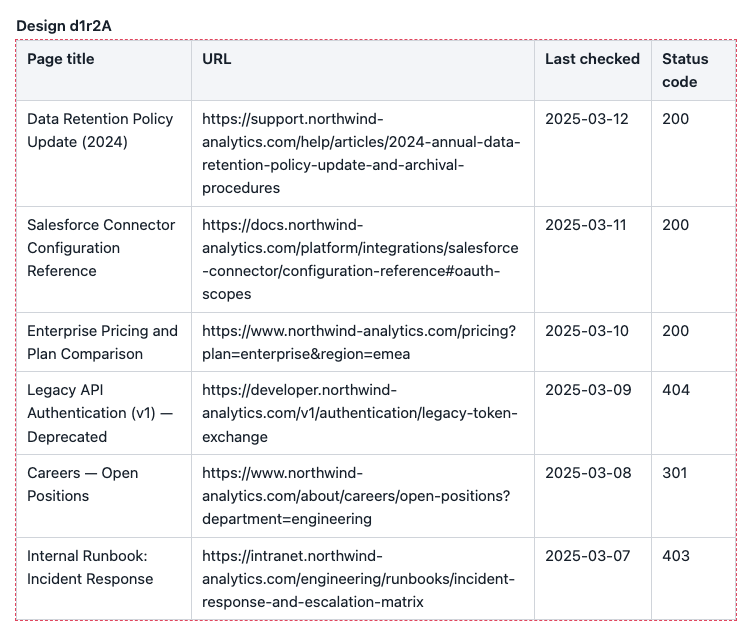 Design d1r2A
Page title URL Last checked Status
code
Data Retention Policy https://support.northwind- 2025-03-12 200
Update (2024) analytics.com/help/articles/2024-annual-data-
retention-policy-update-and-archival-
procedures
Salesforce Connector https://docs.northwind- 2025-03-11 200
Configuration analytics.com/platform/integrations/salesforce
Reference -connector/configuration-reference#oauth-
scopes
Enterprise Pricing and https://www.northwind-analytics.com/pricing? 2025-03-10 200
Plan Comparison plan=enterprise&region=emea
Legacy API https://developer.northwind- 2025-03-09 404
Authentication (v1) — analytics.com/v1/authentication/legacy-token-
Deprecated exchange
Careers — Open https://www.northwind- 2025-03-08 301
Positions analytics.com/about/careers/open-positions?
department=engineering
Internal Runbook: https://intranet.northwind- 2025-03-07 403
Incident Response analytics.com/engineering/runbooks/incident-
response-and-escalation-matrix